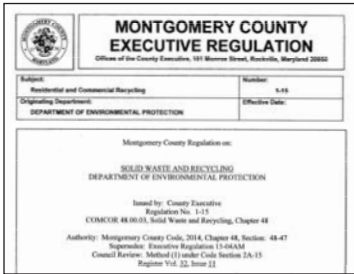 MONTGOMERY COUNTY
EXECUTIVE REGULATION
Offices of the County Executive, 101 Monroe Street, Rockville, Maryland 20850
Subject:
Residential and Commercial Recycling
Number:
1-15
Originating Department:
DEPARTMENT OF ENVIRONMENTAL PROTECTION
Effective Date:
Montgomery County Regulation on:
SOLID WASTE AND RECYCLING
DEPARTMENT OF ENVIRONMENTAL PROTECTION
Issued by: County Executive
Regulation No. 1-15
COMCOR 48.00.03, Solid Waste and Recycling, Chapter 48
Authority: Montgomery County Code, 2014, Chapter 48, Section: 48-47
Supersedes: Executive Regulation 15-04AM
Council Review: Method (1) under Code Section 2A-15
Register Vol. 32, Issue 11